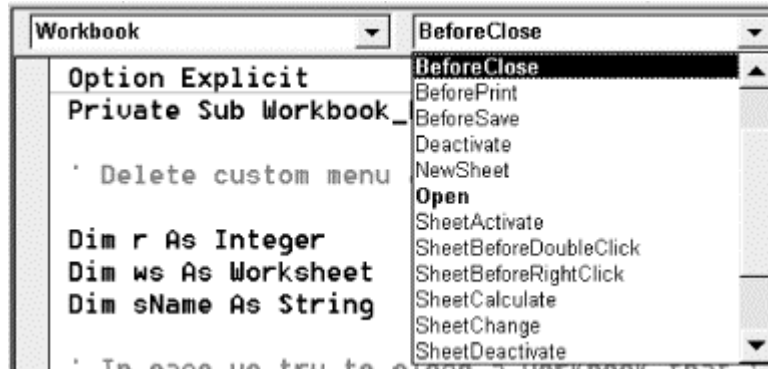 Workbook
BeforeClose
Option Explicit
Private Sub Workbook_
' Delete custom menu
Dim r As Integer
Dim ws As Worksheet
Dim sName As String
BeforeClose
BeforePrint
BeforeSave
Deactivate
NewSheet
Open
SheetActivate
SheetBeforeDoubleClick
SheetBeforeRightClick
SheetCalculate
SheetChange
SheetDeactivate